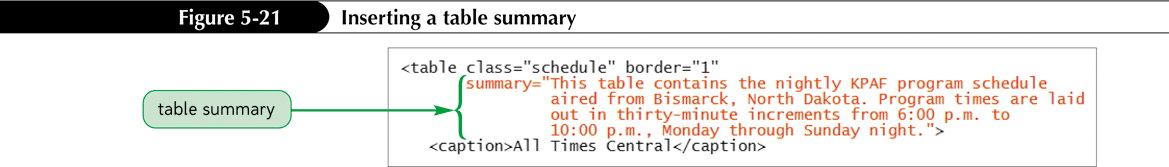 Figure 5-21 Inserting a table summary
<table class="schedule" border="1"
summary="This table contains the nightly KPAF program schedule
table summary
aired from Bismarck, North Dakota. Program times are laid
out in thirty-minute increments from 6:00 p.m. to
10:00 p.m., Monday through Sunday night.">
<caption>All Times Central</caption>